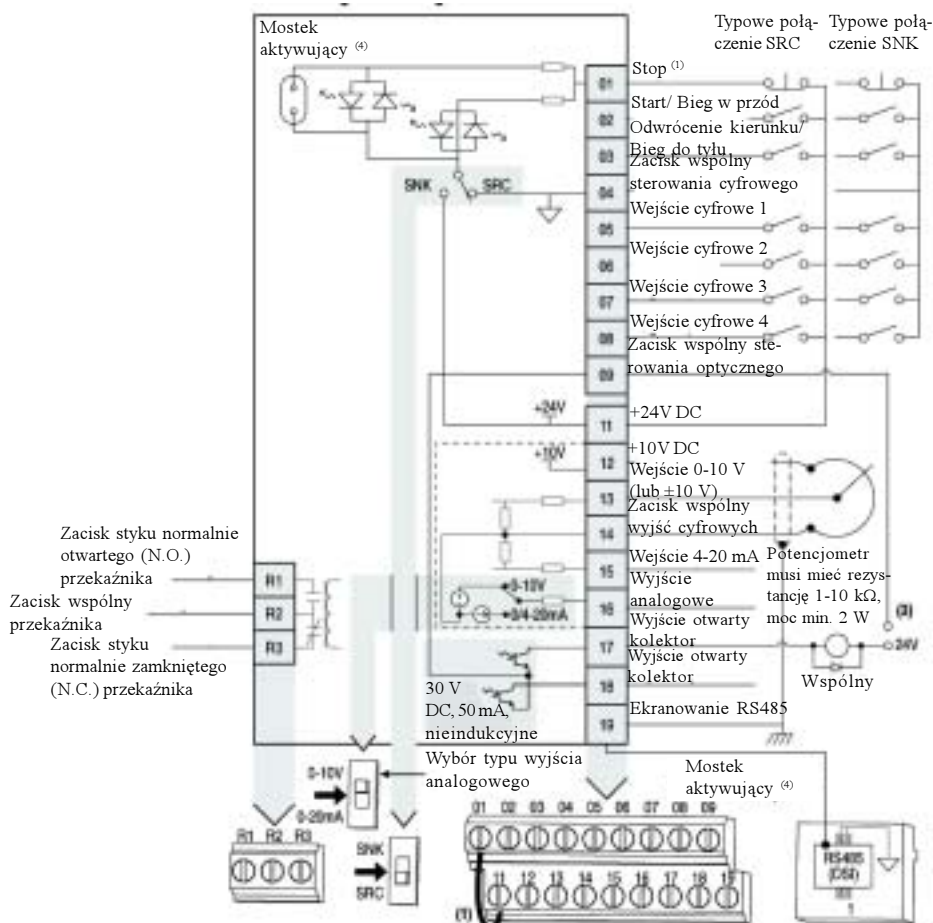 Typowe połą-
czenie SRC
Typowe połą-
czenie SNK
Mostek
aktywujący (4)
01
Stop (1)
Start/ Bieg w przód
02
Odwrócenie kierunku/
Bieg do tyłu
03
Zacisk wspólny
sterowania cyfrowego
04
SNK
SRC
Wejście cyfrowe 1
05
Wejście cyfrowe 2
06
Wejście cyfrowe 3
07
Wejście cyfrowe 4
08
Zacisk wspólny ste-
rowania optycznego
09
+24V
11
+24V DC
+10V
12
+10V DC
Wejście 0-10 V
(lub ±10 V)
13
Zacisk wspólny
wyjść cyfrowych
14
Wejście 4-20 mA
15
Wyjście
analogowe
0-10V
0/4-20mA
16
Wyjście otwarty
kolektor
17
Wyjście otwarty
kolektor
18
Ekranowanie RS485
19
Potencjometr
musi mieć rezys-
tancję 1-10 kΩ,
moc min. 2 W
(3)
24V
Wspólny
Zacisk styku normalnie
otwartego (N.O.)
przekaźnika
R1
Zacisk wspólny
przekaźnika
R2
Zacisk styku
normalnie zamkniętego
(N.C.) przekaźnika
R3
30 V
DC, 50 mA,
nieindukcyjne
Wybór typu wyjścia
analogowego
0-10V
0-20mA
Mostek
aktywujący (4)
R1 R2 R3
SNK
SRC
01 02 03 04 05 06 07 08 09
11 12 13 14 15 16 17 18 19
(1)
RS485
(DSI)
1